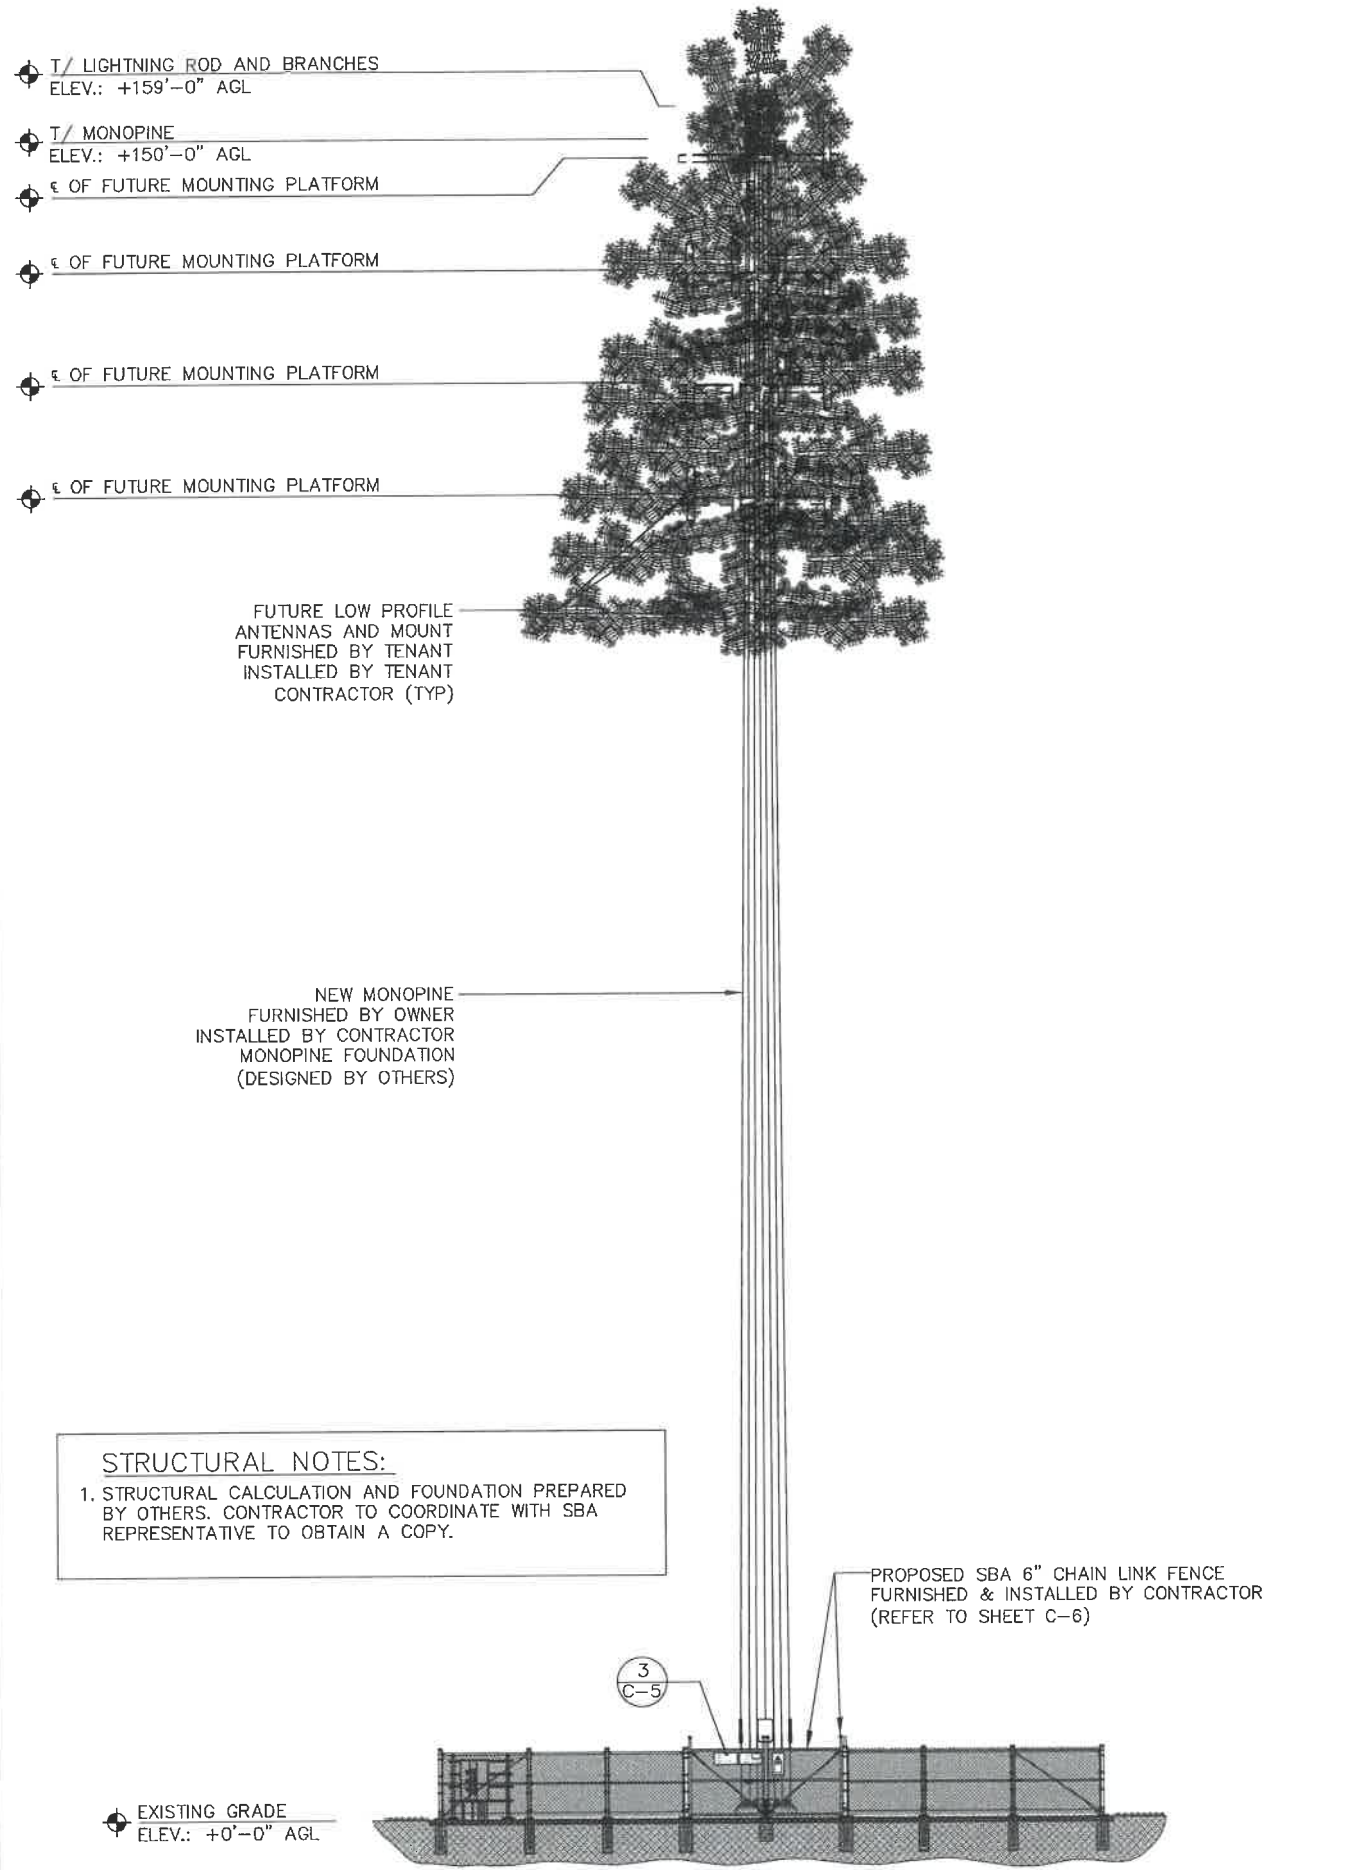 T/ LIGHTNING ROD AND BRANCHES
ELEV.: +159'-0" AGL
T/ MONOPINE
ELEV.: +150'-0" AGL
℄ OF FUTURE MOUNTING PLATFORM
℄ OF FUTURE MOUNTING PLATFORM
℄ OF FUTURE MOUNTING PLATFORM
℄ OF FUTURE MOUNTING PLATFORM
FUTURE LOW PROFILE
ANTENNAS AND MOUNT
FURNISHED BY TENANT
INSTALLED BY TENANT
CONTRACTOR (TYP)
NEW MONOPINE
FURNISHED BY OWNER
INSTALLED BY CONTRACTOR
MONOPINE FOUNDATION
(DESIGNED BY OTHERS)
STRUCTURAL NOTES:
1. STRUCTURAL CALCULATION AND FOUNDATION PREPARED
BY OTHERS. CONTRACTOR TO COORDINATE WITH SBA
REPRESENTATIVE TO OBTAIN A COPY.
PROPOSED SBA 6" CHAIN LINK FENCE
FURNISHED & INSTALLED BY CONTRACTOR
(REFER TO SHEET C-6)
3
C-5
EXISTING GRADE
ELEV.: +0'-0" AGL